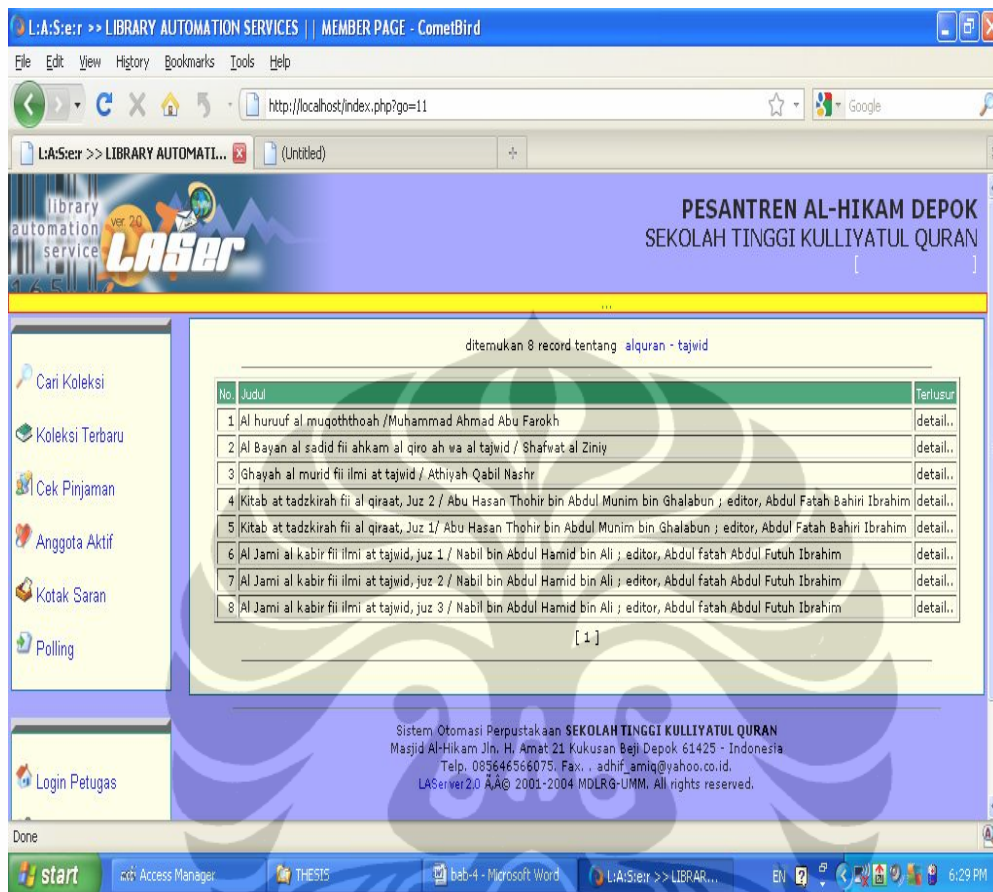 L:A:S:e:r >> LIBRARY AUTOMATION SERVICES || MEMBER PAGE - CometBird
File Edit View History Bookmarks Tools Help
http://localhost/index.php?go=11
Google
L:A:S:e:r >> LIBRARY AUTOMATI...
(Untitled)
library
automation
service
ver 2.0
LASer
PESANTREN AL-HIKAM DEPOK
SEKOLAH TINGGI KULLIYATUL QURAN
[ ]
...
Cari Koleksi
Koleksi Terbaru
Cek Pinjaman
Anggota Aktif
Kotak Saran
Polling
Login Petugas
ditemukan 8 record tentang alquran - tajwid
No. Judul Terlusur
1 Al huruuf al muqoththoah /Muhammad Ahmad Abu Farokh detail..
2 Al Bayan al sadid fii ahkam al qiro ah wa al tajwid / Shafwat al Ziniy detail..
3 Ghayah al murid fii ilmi at tajwid / Athiyah Qabil Nashr detail..
4 Kitab at tadzkirah fii al qiraat, Juz 2 / Abu Hasan Thohir bin Abdul Munim bin Ghalabun ; editor, Abdul Fatah Bahiri Ibrahim detail..
5 Kitab at tadzkirah fii al qiraat, Juz 1/ Abu Hasan Thohir bin Abdul Munim bin Ghalabun ; editor, Abdul Fatah Bahiri Ibrahim detail..
6 Al Jami al kabir fii ilmi at tajwid, juz 1 / Nabil bin Abdul Hamid bin Ali ; editor, Abdul fatah Abdul Futuh Ibrahim detail..
7 Al Jami al kabir fii ilmi at tajwid, juz 2 / Nabil bin Abdul Hamid bin Ali ; editor, Abdul fatah Abdul Futuh Ibrahim detail..
8 Al Jami al kabir fii ilmi at tajwid, juz 3 / Nabil bin Abdul Hamid bin Ali ; editor, Abdul fatah Abdul Futuh Ibrahim detail..
[ 1 ]
Sistem Otomasi Perpustakaan SEKOLAH TINGGI KULLIYATUL QURAN
Masjid Al-Hikam Jln. H. Amat 21 Kukusan Beji Depok 61425 - Indonesia
Telp. 085646566075. Fax. . adhif_amiq@yahoo.co.id.
LAServer2.0 Ã,Â© 2001-2004 MDLRG-UMM. All rights reserved.
Done
start
Access Manager
THESIS
bab-4 - Microsoft Word
L:A:S:e:r >> LIBRAR...
EN
6:29 PM